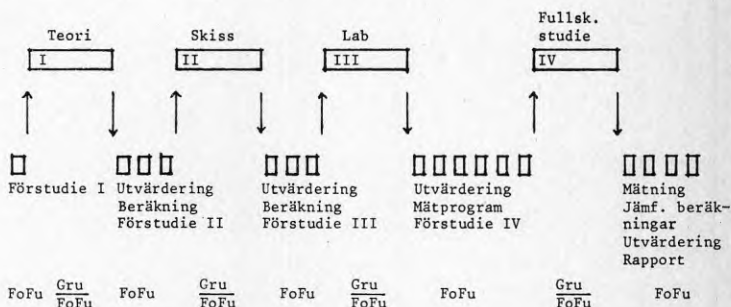 Fullsk.
Teori Skiss Lab studie
I II III IV
Förstudie I Utvärdering Utvärdering Utvärdering Mätning
Beräkning Beräkning Mätprogram Jämf. beräk-
Förstudie II Förstudie III Förstudie IV ningar
Utvärdering
Rapport
Gru Gru Gru Gru
FoFu FoFu FoFu FoFu FoFu
FoFu FoFu FoFu FoFu